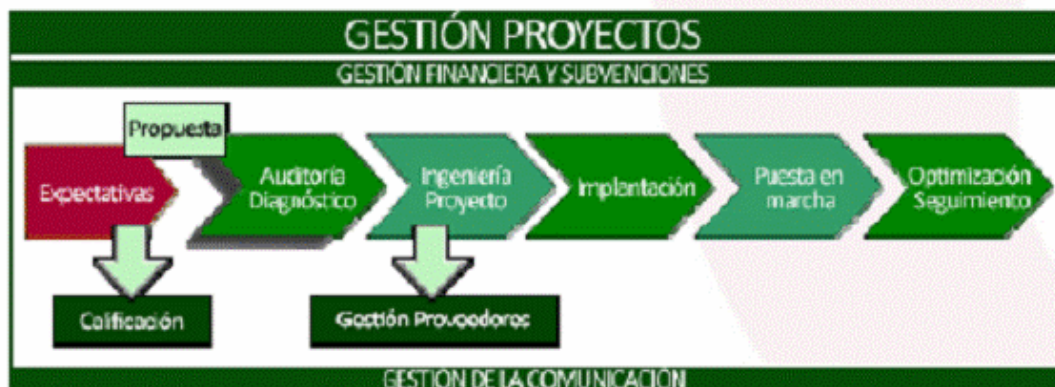 GESTIÓN PROYECTOS
GESTIÓN FINANCIERA Y SUBVENCIONES
Propuesta
Expectativas
Auditoría
Diagnóstico
Ingeniería
Proyecto
Implantación
Puesta en
marcha
Optimización
Seguimiento
Calificación
Gestión Proveedores
GESTIÓN DE LA COMUNICACIÓN